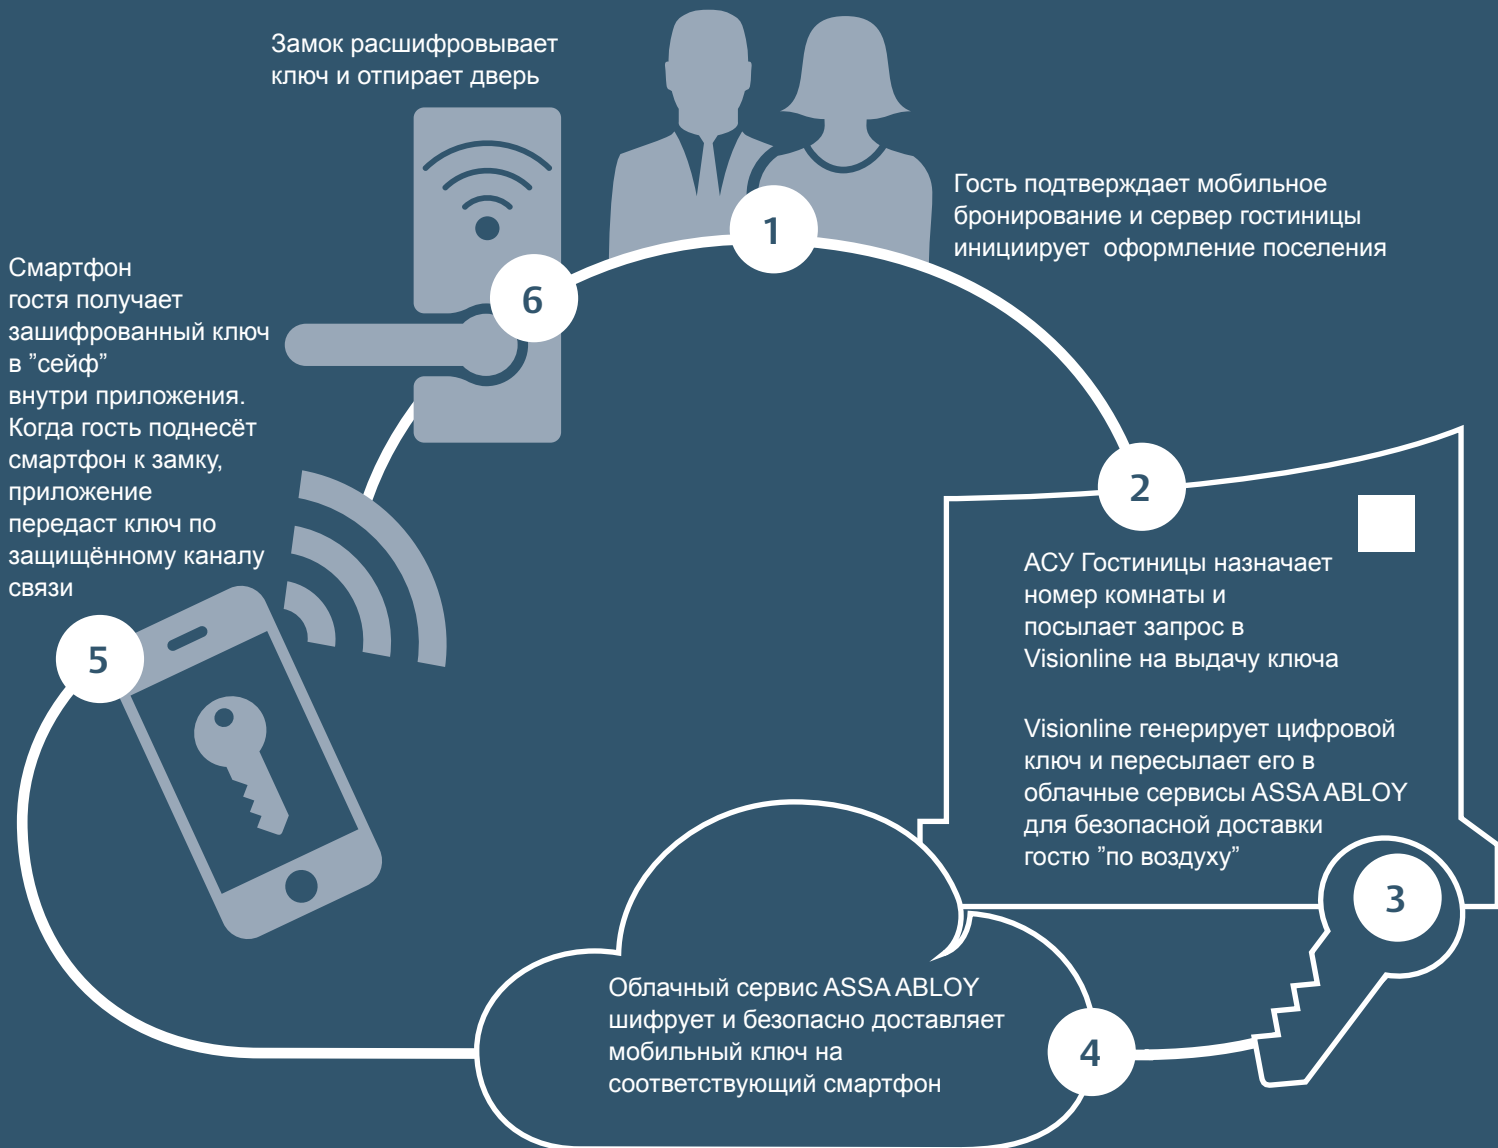 Замок расшифровывает
ключ и отпирает дверь
1
Гость подтверждает мобильное
бронирование и сервер гостиницы
инициирует оформление поселения
2
АСУ Гостиницы назначает
номер комнаты и
посылает запрос в
Visionline на выдачу ключа
Visionline генерирует цифровой
ключ и пересылает его в
облачные сервисы ASSA ABLOY
для безопасной доставки
гостю ”по воздуху”
3
4
Облачный сервис ASSA ABLOY
шифрует и безопасно доставляет
мобильный ключ на
соответствующий смартфон
5
Смартфон
гостя получает
зашифрованный ключ
в ”сейф”
внутри приложения.
Когда гость поднесёт
смартфон к замку,
приложение
передаст ключ по
защищённому каналу
связи
6